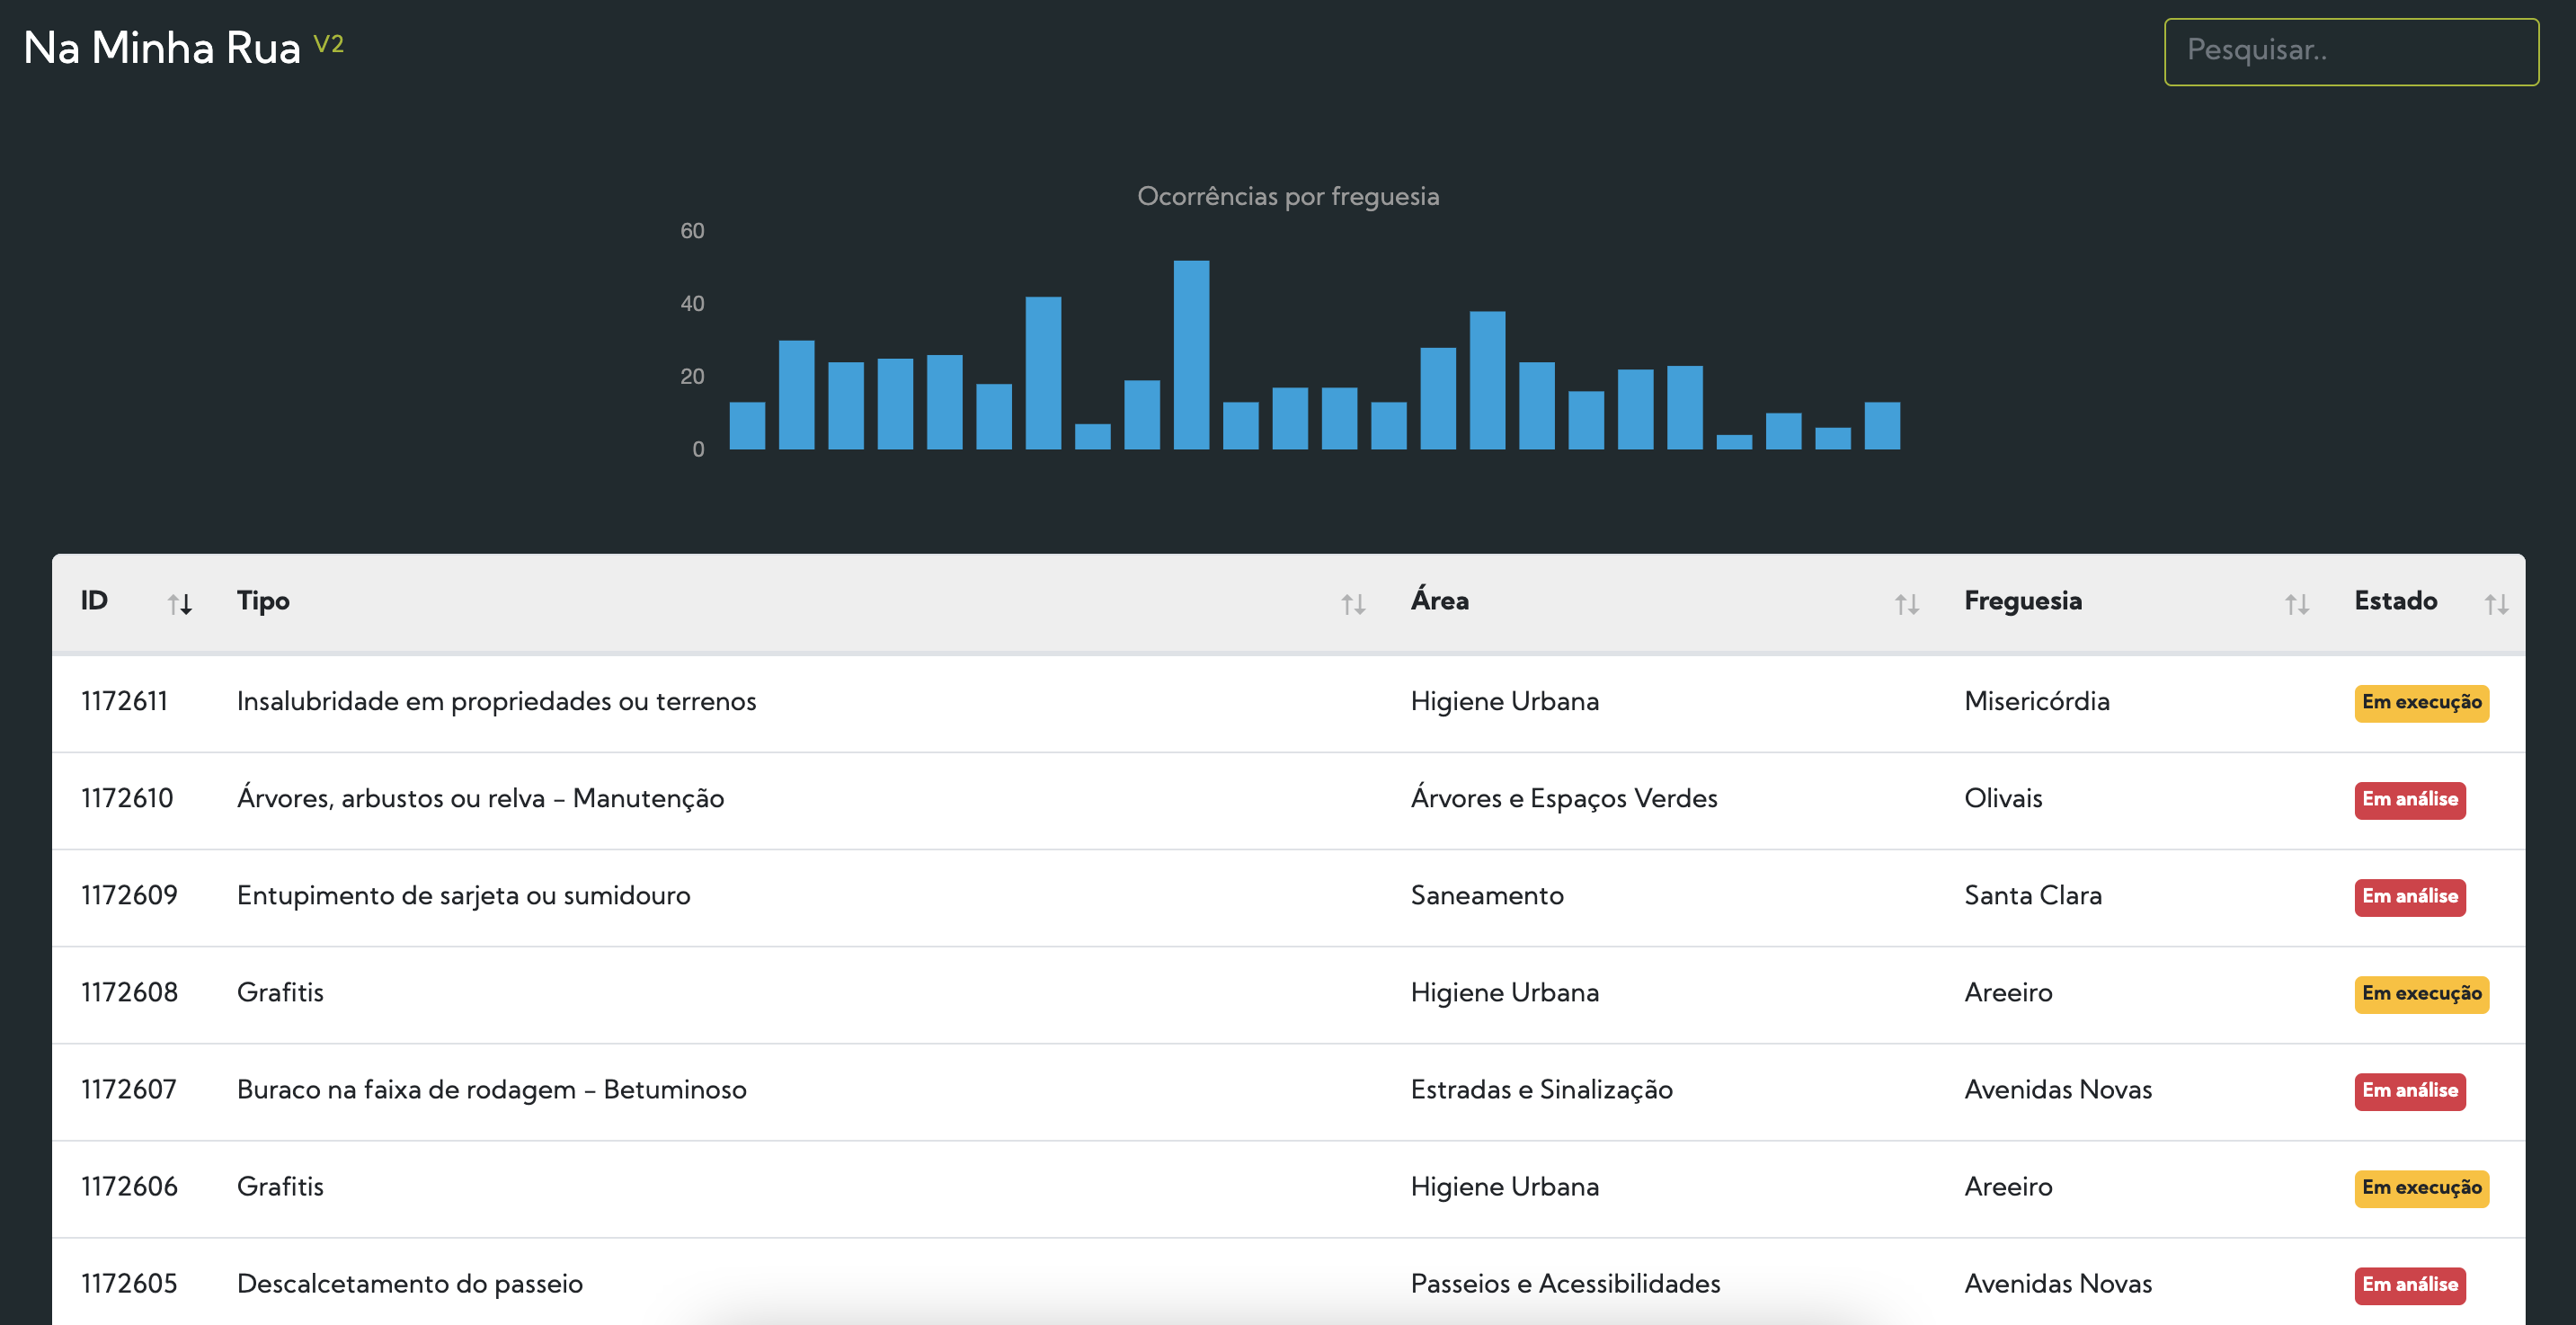 Na Minha Rua V2
Pesquisar..
Ocorrências por freguesia
60
40
20
0
ID Tipo Área Freguesia Estado
1172611 Insalubridade em propriedades ou terrenos Higiene Urbana Misericórdia Em execução
1172610 Árvores, arbustos ou relva – Manutenção Árvores e Espaços Verdes Olivais Em análise
1172609 Entupimento de sarjeta ou sumidouro Saneamento Santa Clara Em análise
1172608 Grafitis Higiene Urbana Areeiro Em execução
1172607 Buraco na faixa de rodagem – Betuminoso Estradas e Sinalização Avenidas Novas Em análise
1172606 Grafitis Higiene Urbana Areeiro Em execução
1172605 Descalcetamento do passeio Passeios e Acessibilidades Avenidas Novas Em análise